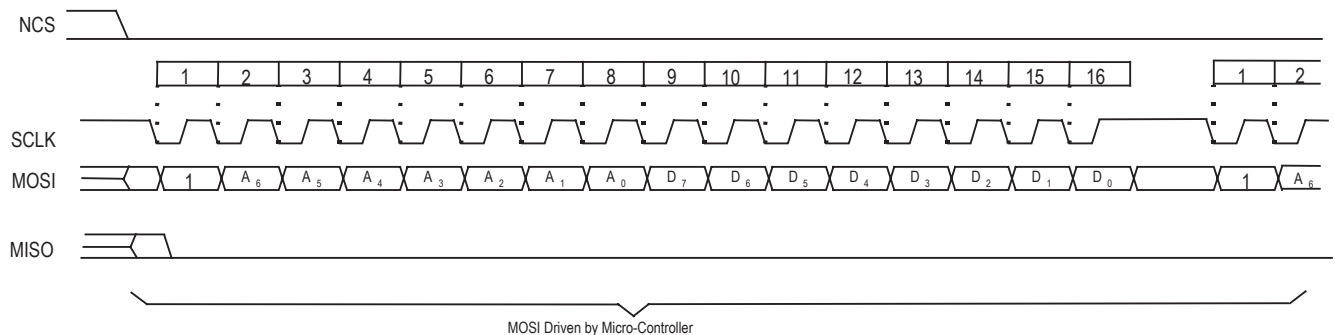 NCS
1 2 3 4 5 6 7 8 9 10 11 12 13 14 15 16 1 2
SCLK
MOSI 1 A6 A5 A4 A3 A2 A1 A0 D7 D6 D5 D4 D3 D2 D1 D0 1 A6
MISO
MOSI Driven by Micro-Controller